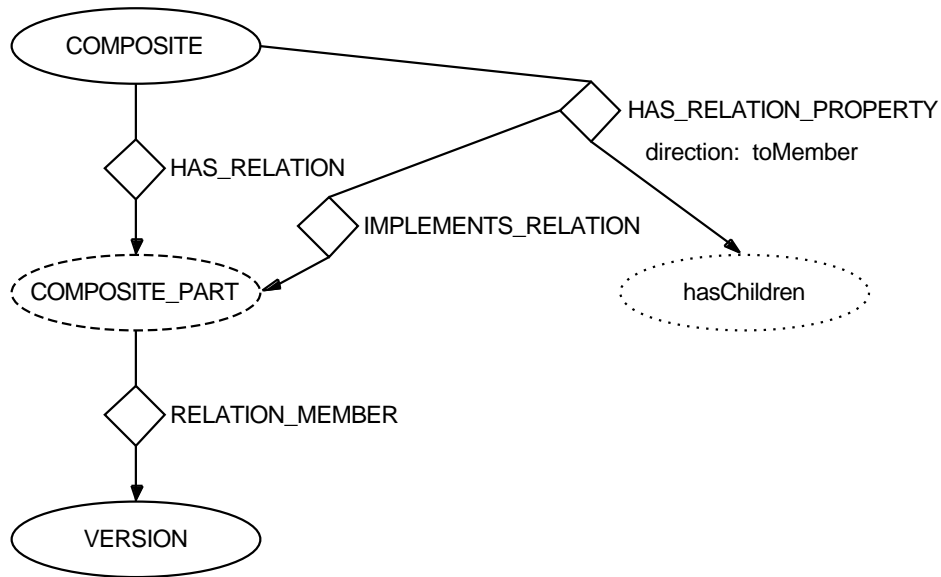 COMPOSITE
HAS_RELATION_PROPERTY
direction: toMember
HAS_RELATION
IMPLEMENTS_RELATION
COMPOSITE_PART
hasChildren
RELATION_MEMBER
VERSION